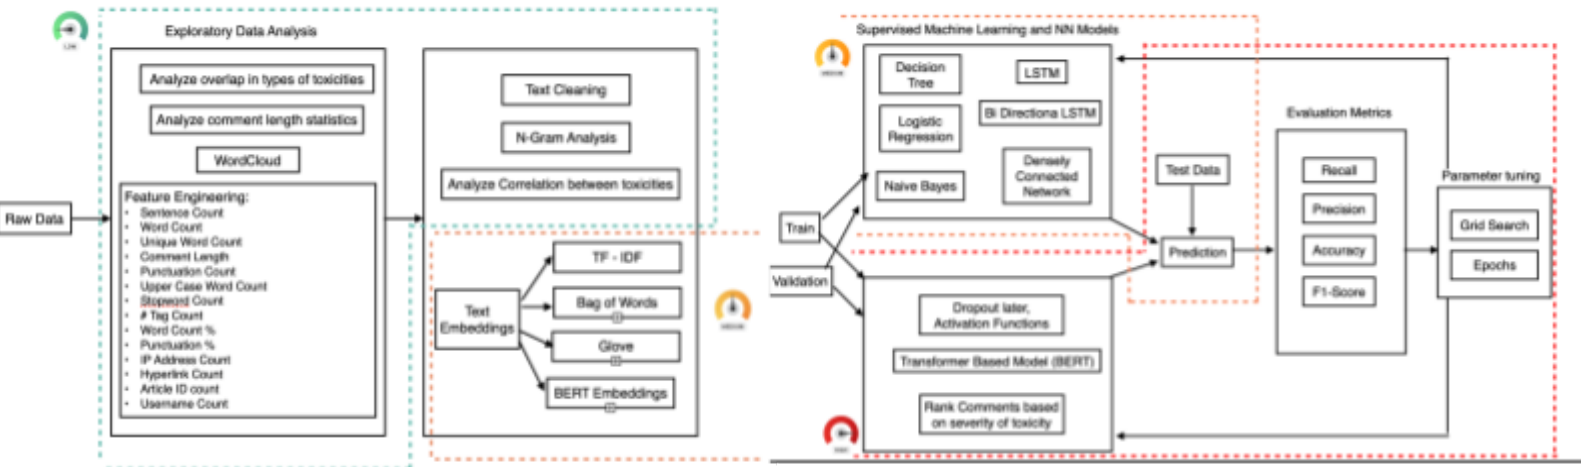 Exploratory Data Analysis
Analyze overlap in types of toxicities
Analyze comment length statistics
WordCloud
Raw Data
Feature Engineering:
• Sentence Count
• Word Count
• Unique Word Count
• Comment Length
• Punctuation Count
• Upper Case Word Count
• Stopword Count
• # Tag Count
• Word Count %
• Punctuation %
• IP Address Count
• Hyperlink Count
• Article ID count
• Username Count
Text Cleaning
N-Gram Analysis
Analyze Correlation between toxicities
Text
Embeddings
TF - IDF
Bag of Words
Glove
BERT Embeddings
Supervised Machine Learning and NN Models
Decision
Tree
LSTM
Logistic
Regression
Bi Directiona LSTM
Naive Bayes
Densely
Connected
Network
Train
Validation
Dropout later,
Activation Functions
Transformer Based Model (BERT)
Rank Comments based
on severity of toxicity
Test Data
Prediction
Evaluation Metrics
Recall
Precision
Accuracy
F1-Score
Parameter tuning
Grid Search
Epochs